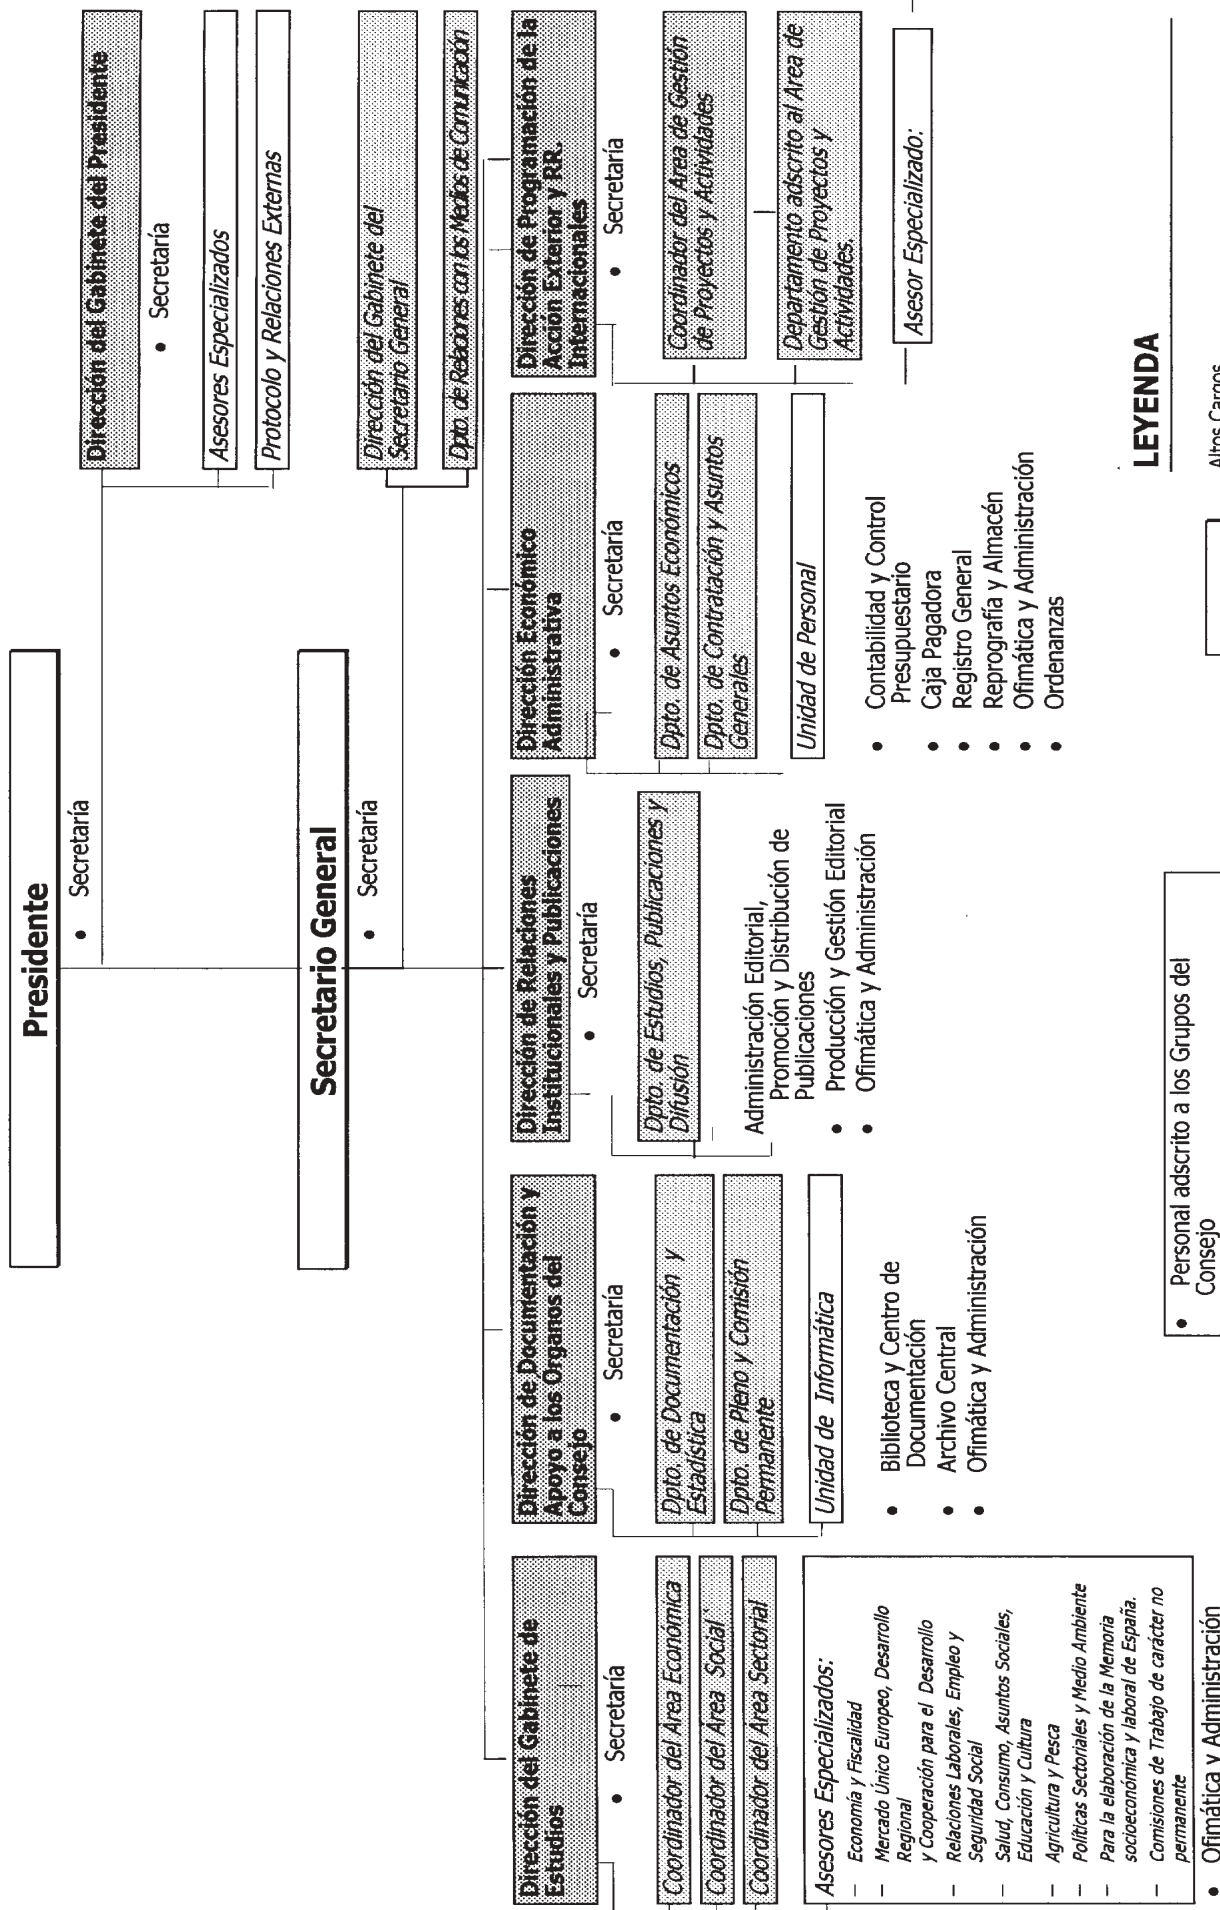 Presidente
• Secretaría
Dirección del Gabinete del Presidente
• Secretaría
Asesores Especializados
Protocolo y Relaciones Externas
Secretario General
• Secretaría
Dirección del Gabinete del
Secretario General
Dpto. de Relaciones con los Medios de Comunicación
Dirección del Gabinete de
Estudios
• Secretaría
Coordinador del Area Económica
Coordinador del Area Social
Coordinador del Area Sectorial
Asesores Especializados:
– Economía y Fiscalidad
– Mercado Único Europeo, Desarrollo
Regional
y Cooperación para el Desarrollo
– Relaciones Laborales, Empleo y
Seguridad Social
– Salud, Consumo, Asuntos Sociales,
Educación y Cultura
– Agricultura y Pesca
– Políticas Sectoriales y Medio Ambiente
– Para la elaboración de la Memoria
socioeconómica y laboral de España.
– Comisiones de Trabajo de carácter no
permanente
• Ofimática y Administración
Dirección de Documentación y
Apoyo a los Organos del
Consejo
• Secretaría
Dpto. de Documentación y
Estadística
Dpto. de Pleno y Comisión
Permanente
Unidad de Informática
• Biblioteca y Centro de
Documentación
• Archivo Central
• Ofimática y Administración
Dirección de Relaciones
Institucionales y Publicaciones
• Secretaría
Dpto. de Estudios, Publicaciones y
Difusión
Administración Editorial,
Promoción y Distribución de
Publicaciones
• Producción y Gestión Editorial
• Ofimática y Administración
Dirección Económico
Administrativa
• Secretaría
Dpto. de Asuntos Económicos
Dpto. de Contratación y Asuntos
Generales
Unidad de Personal
• Contabilidad y Control
Presupuestario
• Caja Pagadora
• Registro General
• Reprografía y Almacén
• Ofimática y Administración
• Ordenanzas
Dirección de Programación de la
Acción Exterior y RR.
Internacionales
• Secretaría
Coordinador del Area de Gestión
de Proyectos y Actividades
Departamento adscrito al Area de
Gestión de Proyectos y
Actividades.
Asesor Especializado:
• Personal adscrito a los Grupos del
Consejo
LEYENDA
Altos Cargos